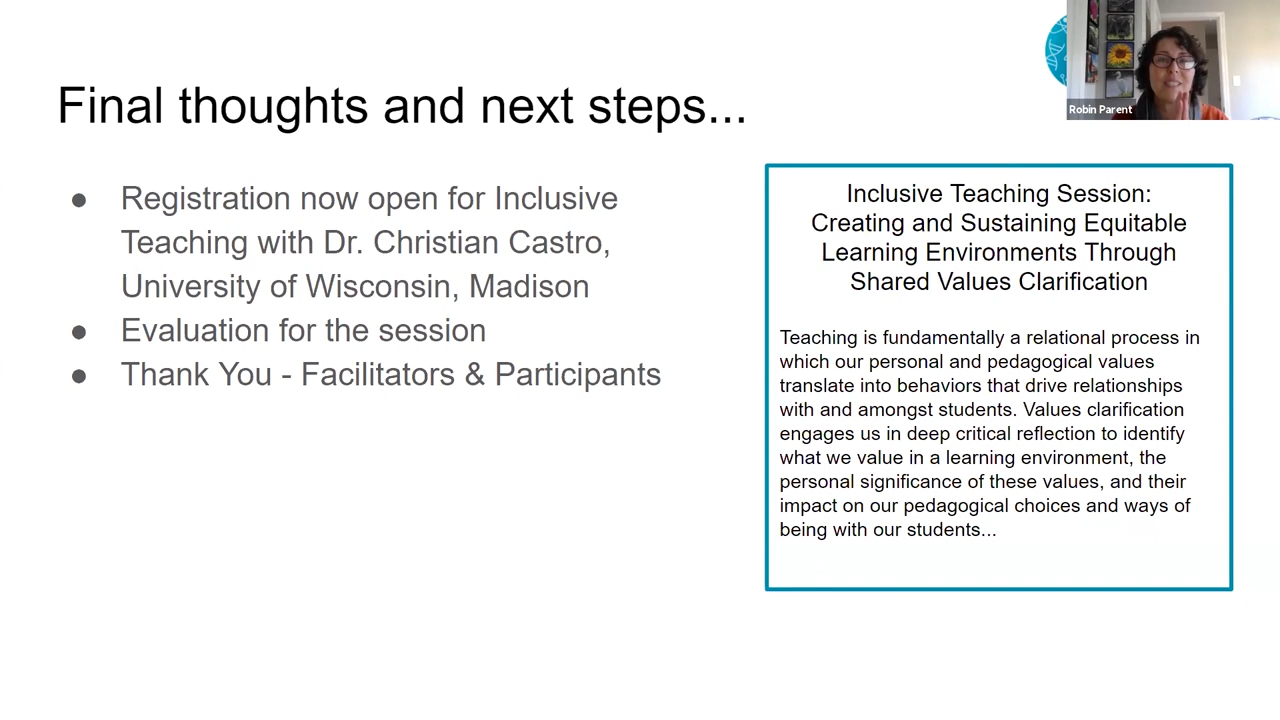 Final thoughts and next steps...
Robin Parent
● Registration now open for Inclusive
Teaching with Dr. Christian Castro,
University of Wisconsin, Madison
● Evaluation for the session
● Thank You - Facilitators & Participants
Inclusive Teaching Session:
Creating and Sustaining Equitable
Learning Environments Through
Shared Values Clarification
Teaching is fundamentally a relational process in
which our personal and pedagogical values
translate into behaviors that drive relationships
with and amongst students. Values clarification
engages us in deep critical reflection to identify
what we value in a learning environment, the
personal significance of these values, and their
impact on our pedagogical choices and ways of
being with our students...